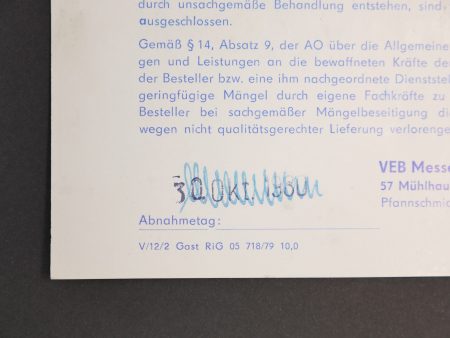 durch unsachgemäße Behandlung entstehen, sind
ausgeschlossen.
Gemäß § 14, Absatz 9, der AO über die Allgemeine
gen und Leistungen an die bewaffneten Kräfte de
der Besteller bzw. eine ihm nachgeordnete Dienststel
geringfügige Mängel durch eigene Fachkräfte zu
Besteller bei sachgemäßer Mängelbeseitigung di
wegen nicht qualitätsgerechter Lieferung verlorenge
VEB Messe
57 Mühlhau
Pfannschmid
OKT. 1980
Abnahmetag:
V/12/2 Gast RiG 05 718/79 10,0